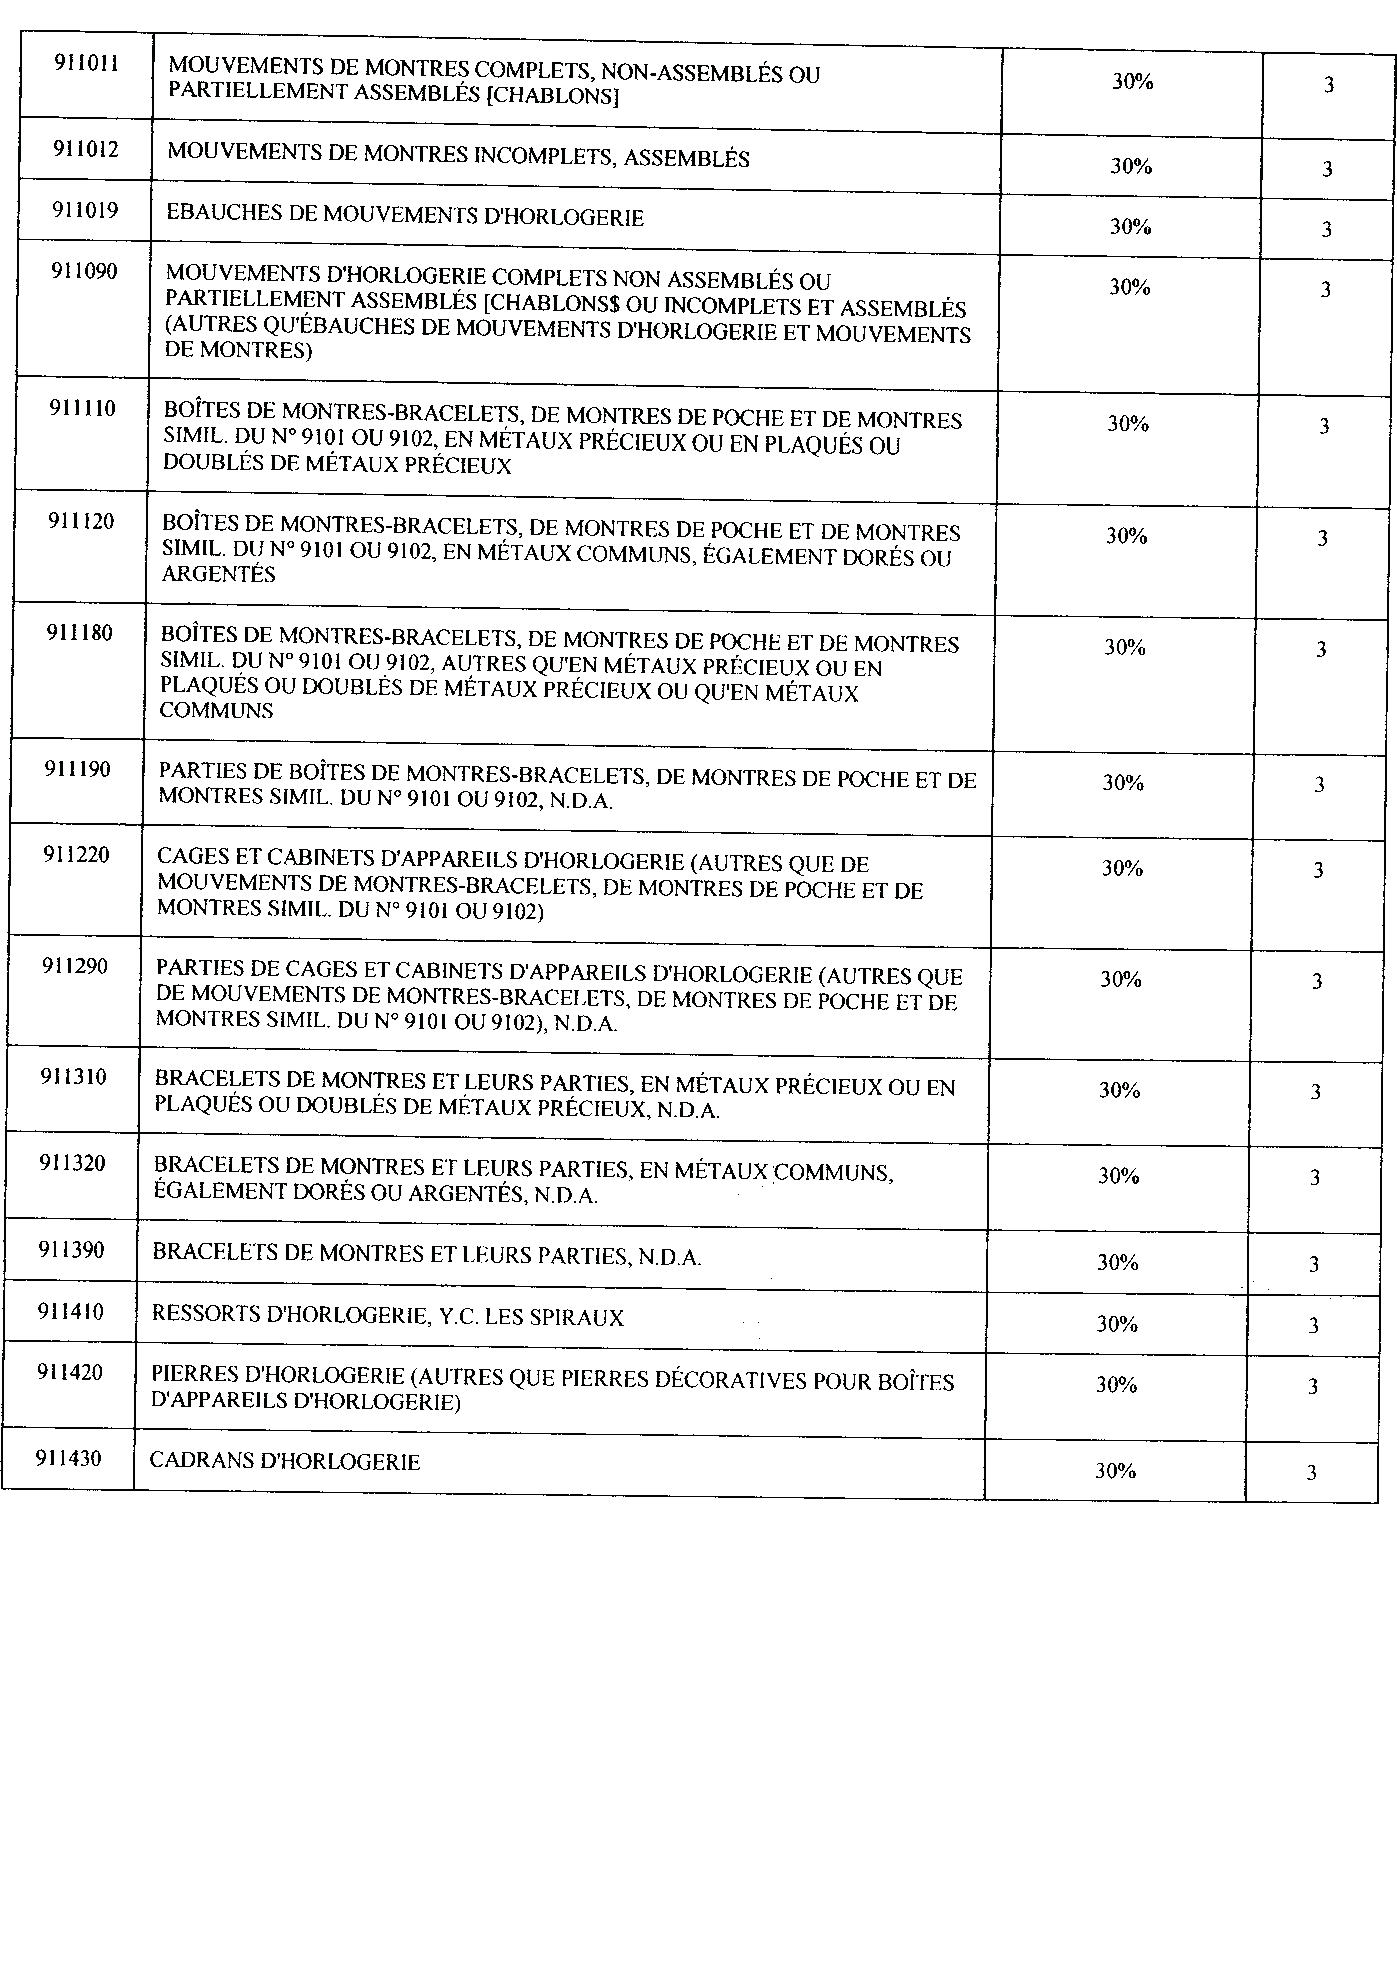 911011 MOUVEMENTS DE MONTRES COMPLETS, NON-ASSEMBLÉS OU 30% 3
PARTIELLEMENT ASSEMBLÉS [CHABLONS]
911012 MOUVEMENTS DE MONTRES INCOMPLETS, ASSEMBLÉS 30% 3
911019 EBAUCHES DE MOUVEMENTS D'HORLOGERIE 30% 3
911090 MOUVEMENTS D'HORLOGERIE COMPLETS NON ASSEMBLÉS OU 30% 3
PARTIELLEMENT ASSEMBLÉS [CHABLONS$ OU INCOMPLETS ET ASSEMBLÉS
(AUTRES QU'ÉBAUCHES DE MOUVEMENTS D'HORLOGERIE ET MOUVEMENTS
DE MONTRES)
911110 BOÎTES DE MONTRES-BRACELETS, DE MONTRES DE POCHE ET DE MONTRES 30% 3
SIMIL. DU N° 9101 OU 9102, EN MÉTAUX PRÉCIEUX OU EN PLAQUÉS OU
DOUBLÉS DE MÉTAUX PRÉCIEUX
911120 BOÎTES DE MONTRES-BRACELETS, DE MONTRES DE POCHE ET DE MONTRES 30% 3
SIMIL. DU N° 9101 OU 9102, EN MÉTAUX COMMUNS, ÉGALEMENT DORÉS OU
ARGENTÉS
911180 BOÎTES DE MONTRES-BRACELETS, DE MONTRES DE POCHE ET DE MONTRES 30% 3
SIMIL. DU N° 9101 OU 9102, AUTRES QU'EN MÉTAUX PRÉCIEUX OU EN
PLAQUÉS OU DOUBLÉS DE MÉTAUX PRÉCIEUX OU QU'EN MÉTAUX
COMMUNS
911190 PARTIES DE BOÎTES DE MONTRES-BRACELETS, DE MONTRES DE POCHE ET DE 30% 3
MONTRES SIMIL. DU N° 9101 OU 9102, N.D.A.
911220 CAGES ET CABINETS D'APPAREILS D'HORLOGERIE (AUTRES QUE DE 30% 3
MOUVEMENTS DE MONTRES-BRACELETS, DE MONTRES DE POCHE ET DE
MONTRES SIMIL. DU N° 9101 OU 9102)
911290 PARTIES DE CAGES ET CABINETS D'APPAREILS D'HORLOGERIE (AUTRES QUE 30% 3
DE MOUVEMENTS DE MONTRES-BRACELETS, DE MONTRES DE POCHE ET DE
MONTRES SIMIL. DU N° 9101 OU 9102), N.D.A.
911310 BRACELETS DE MONTRES ET LEURS PARTIES, EN MÉTAUX PRÉCIEUX OU EN 30% 3
PLAQUÉS OU DOUBLÉS DE MÉTAUX PRÉCIEUX, N.D.A.
911320 BRACELETS DE MONTRES ET LEURS PARTIES, EN MÉTAUX COMMUNS, 30% 3
ÉGALEMENT DORÉS OU ARGENTÉS, N.D.A.
911390 BRACELETS DE MONTRES ET LEURS PARTIES, N.D.A. 30% 3
911410 RESSORTS D'HORLOGERIE, Y.C. LES SPIRAUX 30% 3
911420 PIERRES D'HORLOGERIE (AUTRES QUE PIERRES DÉCORATIVES POUR BOÎTES 30% 3
D'APPAREILS D'HORLOGERIE)
911430 CADRANS D'HORLOGERIE 30% 3